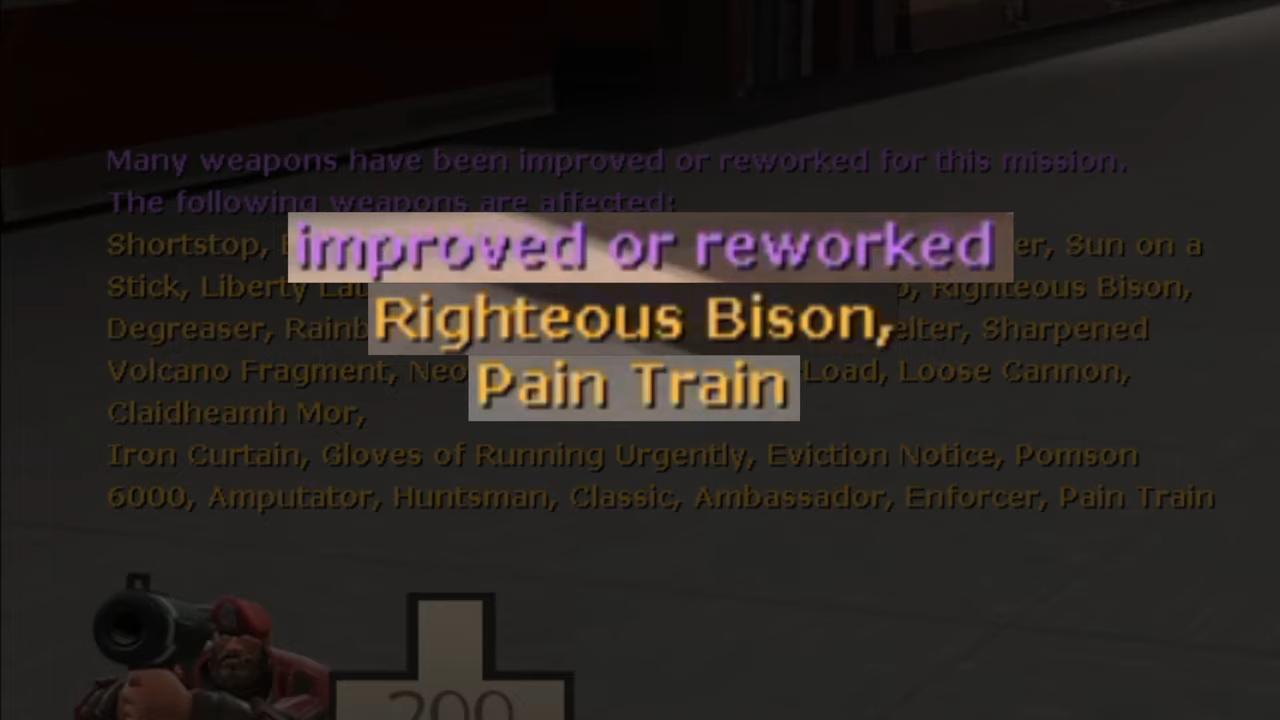 Many weapons have been improved or reworked for this mission.
The following weapons are affected:
improved or reworked
Shortstop, er, Sun on a
Stick, Liberty Righteous Bison,
Righteous Bison,
Degreaser, Sharpened
Pain Train
Volcano Fragment, Neo Load, Loose Cannon,
Claidheamh Mor,
Iron Curtain, Gloves of Running Urgently, Eviction Notice, Pomson
6000, Amputator, Huntsman, Classic, Ambassador, Enforcer, Pain Train
200